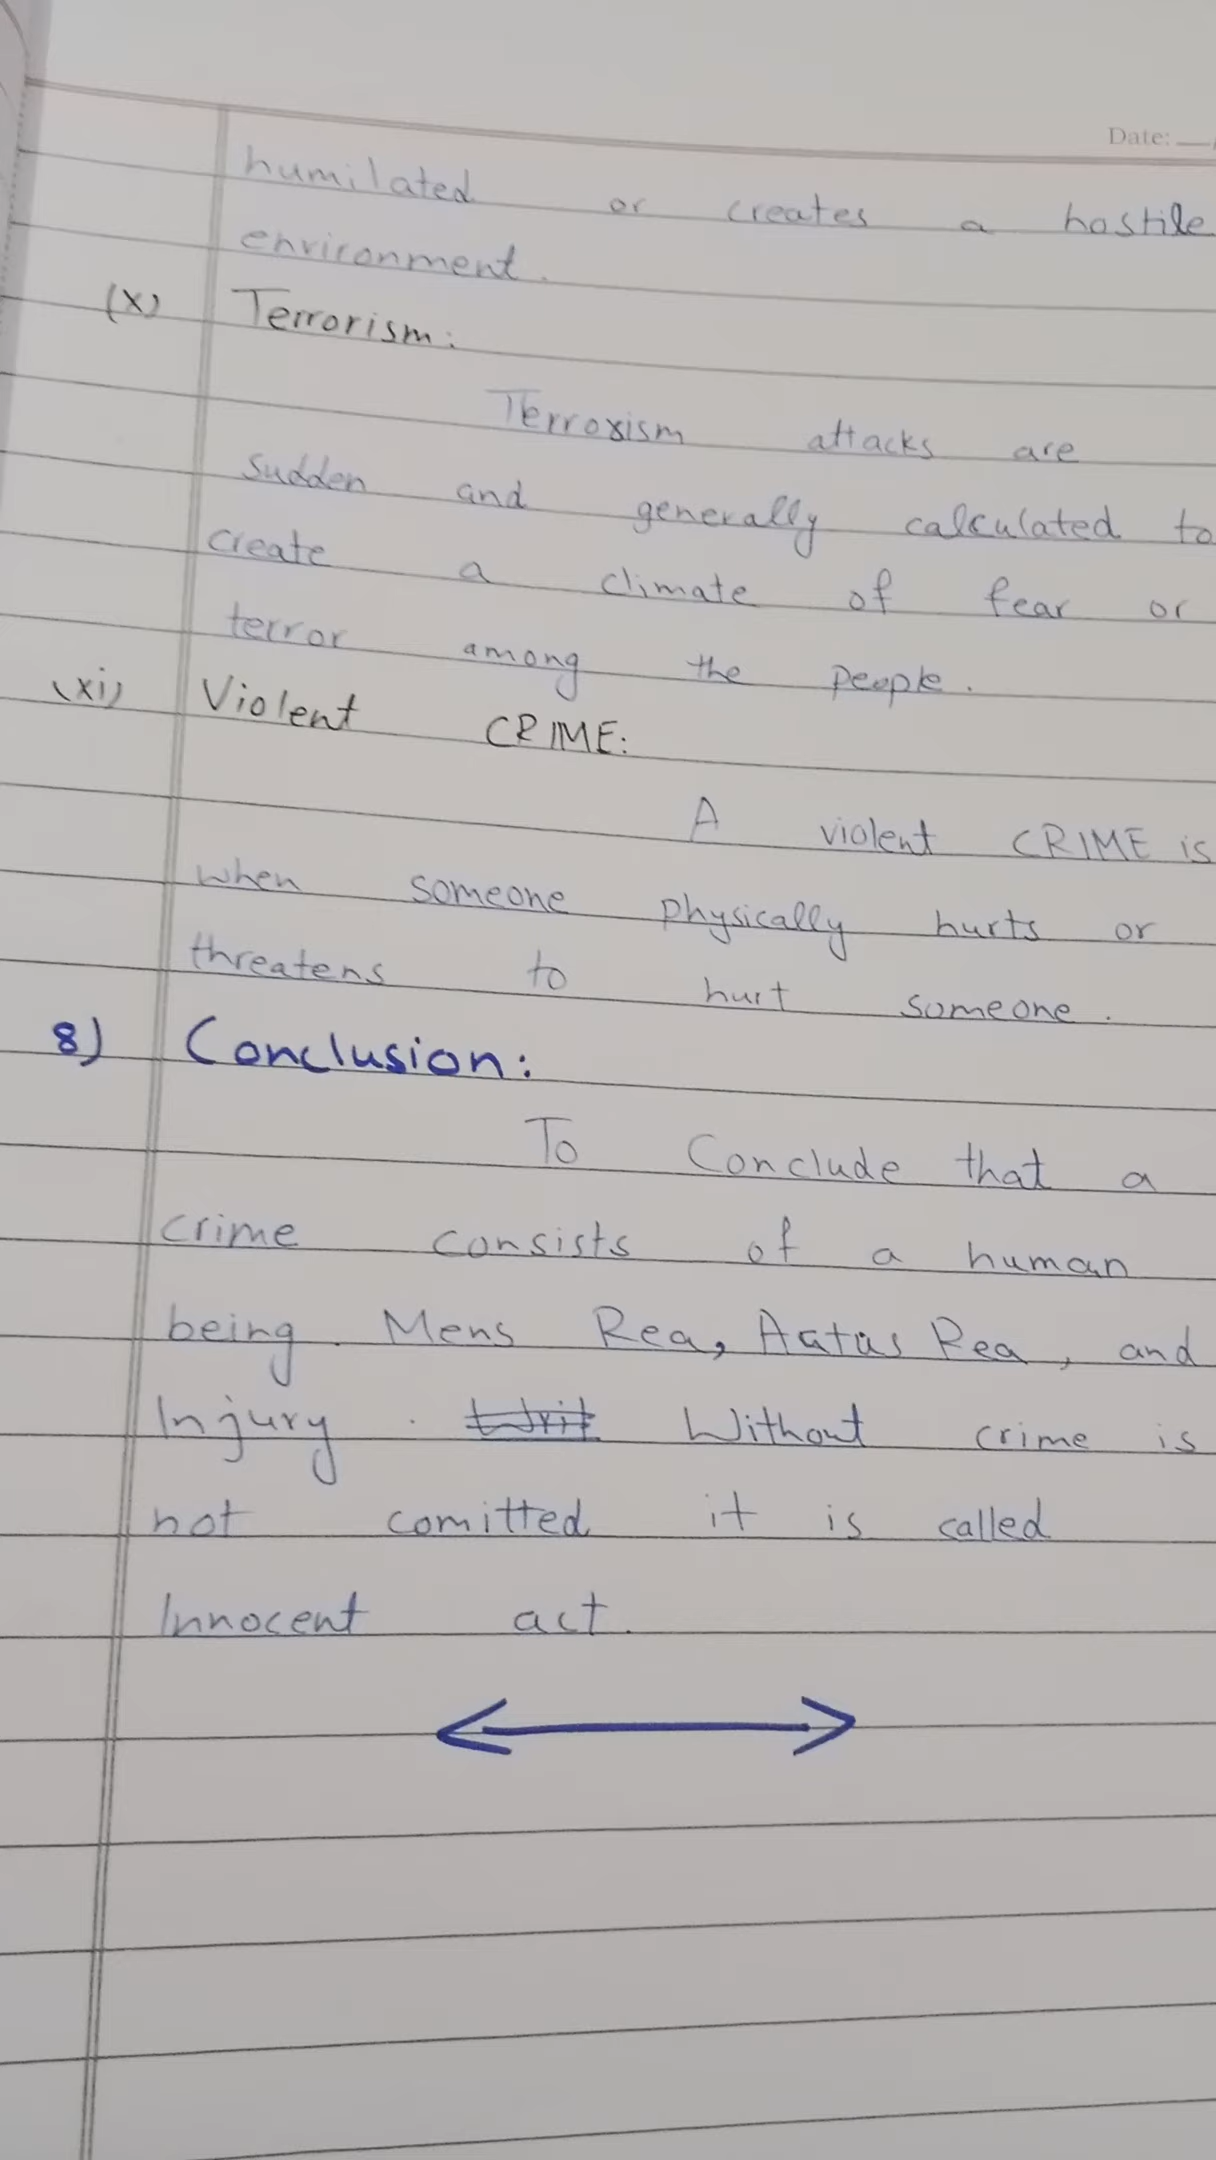 Date:
humilated or creates a hostile
environment.
(x) Terrorism:
Terrorism attacks are
sudden and generally calculated to
create a climate of fear or
terror among the people.
(xi) Violent CRIME:
A violent CRIME is
when someone physically hurts or
threatens to hurt someone.
8) Conclusion:
To Conclude that a
crime consists of a human
being. Mens Rea, Aatus Rea, and
Injury. Without crime is
not comitted it is called
Innocent act.